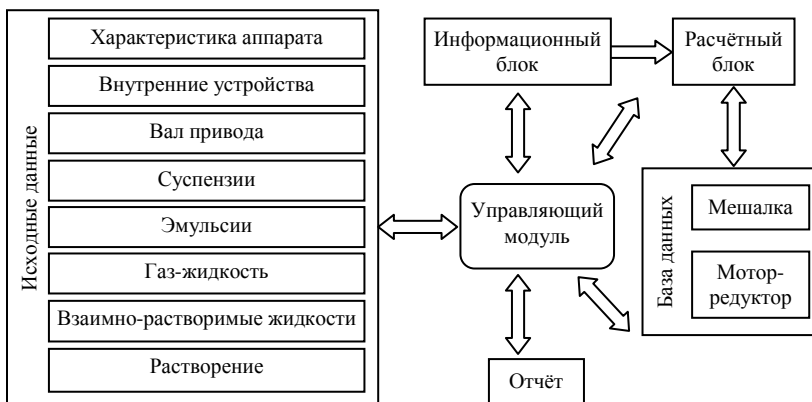 Исходные данные
Характеристика аппарата
Внутренние устройства
Вал привода
Суспензии
Эмульсии
Газ-жидкость
Взаимно-растворимые жидкости
Растворение
Информационный
блок
Расчётный
блок
Управляющий
модуль
База данных
Мешалка
Мотор-
редуктор
Отчёт